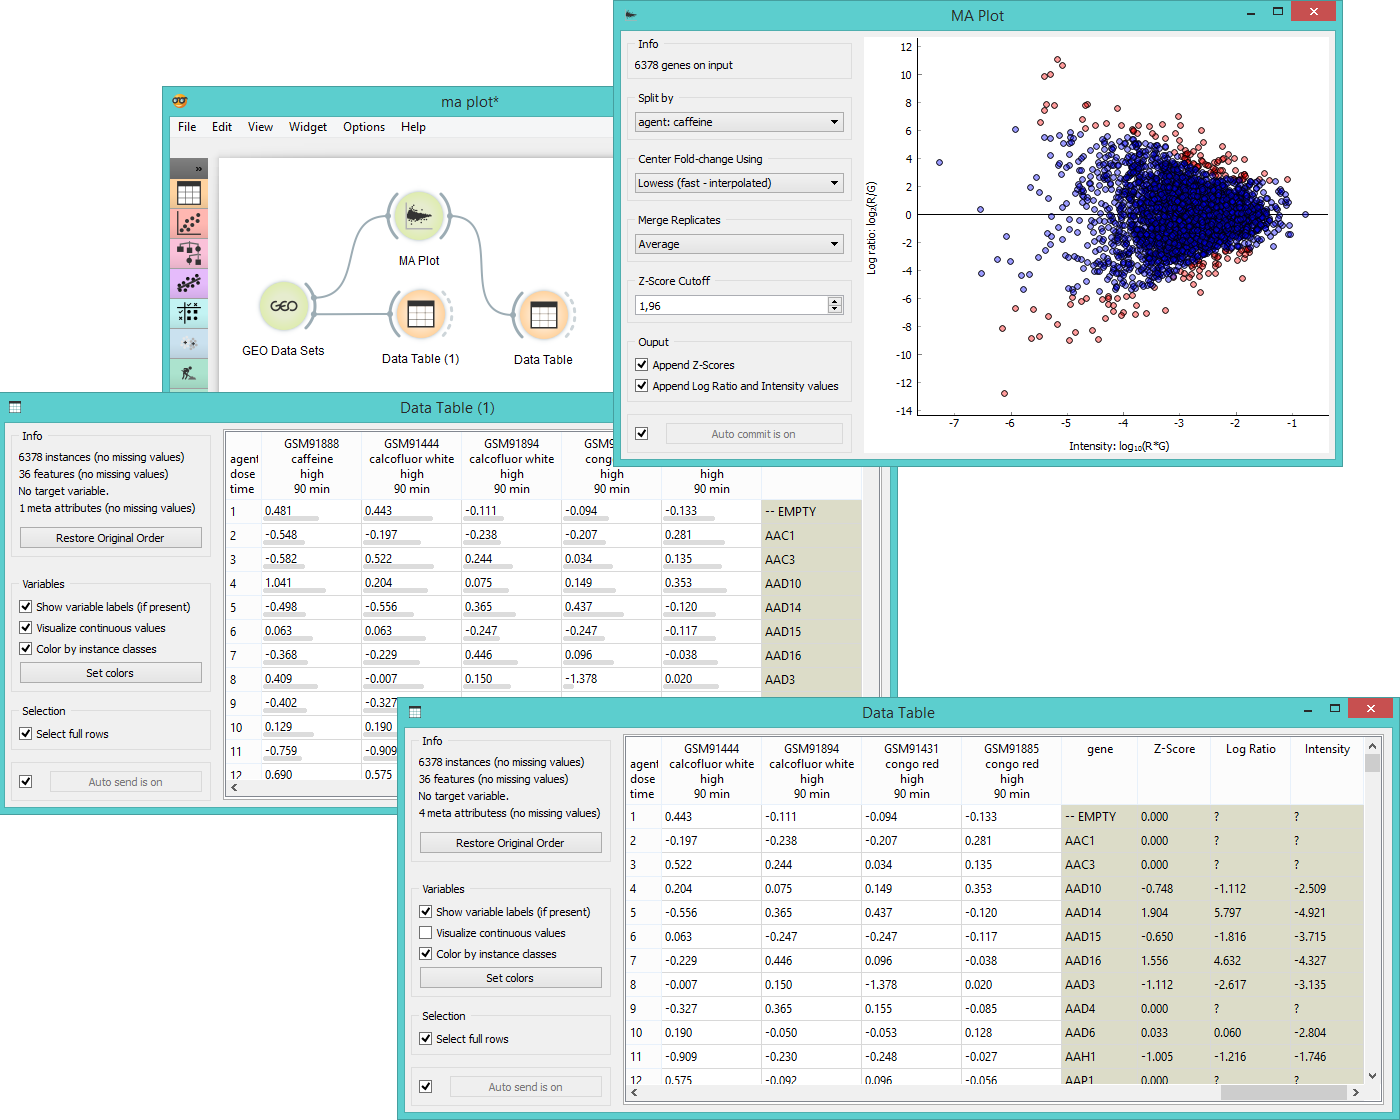 MA Plot
Info
6378 genes on input
Split by
agent: caffeine
Center Fold-change Using
Lowess (fast - interpolated)
Merge Replicates
Average
Z-Score Cutoff
1,96
Ouput
Append Z-Scores
Append Log Ratio and Intensity values
Auto commit is on
Log ratio: log₂(R/G)
12
10
8
6
4
2
0
-2
-4
-6
-8
-10
-12
-14
-7 -6 -5 -4 -3 -2 -1
Intensity: log₁₀(R*G)
ma plot*
File Edit View Widget Options Help
»
MA Plot
GEO
GEO Data Sets
Data Table (1)
Data Table
Data Table (1)
Info
6378 instances (no missing values)
36 features (no missing values)
No target variable.
1 meta attributes (no missing values)
Restore Original Order
Variables
Show variable labels (if present)
Visualize continuous values
Color by instance classes
Set colors
Selection
Select full rows
Auto send is on
GSM91888 GSM91444 GSM91894 GSM9
agent caffeine calcofluor white calcofluor white congo
dose high high high high high
time 90 min 90 min 90 min 90 min 90 min
1 0.481 0.443 -0.111 -0.094 -0.133 -- EMPTY
2 -0.548 -0.197 -0.238 -0.207 0.281 AAC1
3 -0.582 0.522 0.244 0.034 0.135 AAC3
4 1.041 0.204 0.075 0.149 0.353 AAD10
5 -0.498 -0.556 0.365 0.437 -0.120 AAD14
6 0.063 0.063 -0.247 -0.247 -0.117 AAD15
7 -0.368 -0.229 0.446 0.096 -0.038 AAD16
8 0.409 -0.007 0.150 -1.378 0.020 AAD3
9 -0.402 -0.327
10 0.129 0.190
11 -0.759 -0.909
12 0.690 0.575
Data Table
Info
6378 instances (no missing values)
36 features (no missing values)
No target variable.
4 meta attributess (no missing values)
Restore Original Order
Variables
Show variable labels (if present)
Visualize continuous values
Color by instance classes
Set colors
Selection
Select full rows
Auto send is on
GSM91444 GSM91894 GSM91431 GSM91885 gene Z-Score Log Ratio Intensity
agent calcofluor white calcofluor white congo red congo red
dose high high high high
time 90 min 90 min 90 min 90 min
1 0.443 -0.111 -0.094 -0.133 -- EMPTY 0.000 ? ?
2 -0.197 -0.238 -0.207 0.281 AAC1 0.000 ? ?
3 0.522 0.244 0.034 0.135 AAC3 0.000 ? ?
4 0.204 0.075 0.149 0.353 AAD10 -0.748 -1.112 -2.509
5 -0.556 0.365 0.437 -0.120 AAD14 1.904 5.797 -4.921
6 0.063 -0.247 -0.247 -0.117 AAD15 -0.650 -1.816 -3.715
7 -0.229 0.446 0.096 -0.038 AAD16 1.556 4.632 -4.327
8 -0.007 0.150 -1.378 0.020 AAD3 -1.112 -2.617 -3.135
9 -0.327 0.365 0.155 -0.085 AAD4 0.000 ? ?
10 0.190 -0.050 -0.053 0.128 AAD6 0.033 0.060 -2.804
11 -0.909 -0.230 -0.248 -0.027 AAH1 -1.005 -1.216 -1.746
12 0.575 -0.092 0.096 -0.056 AAP1 0.000 ? ?